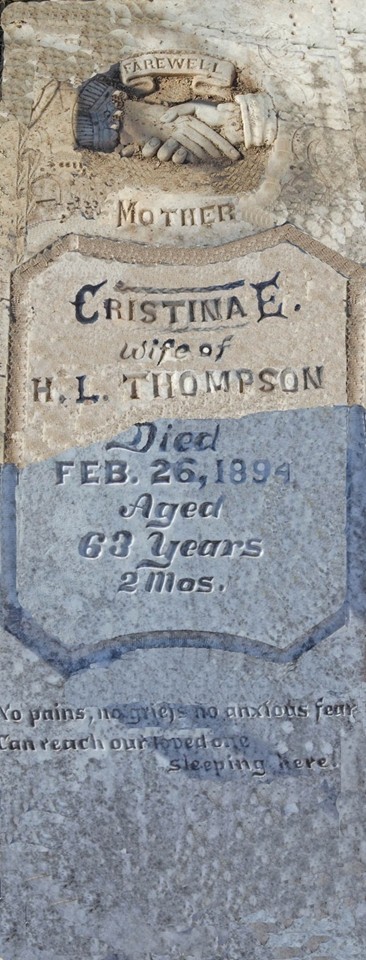 FAREWELL
MOTHER
CRISTINA E.
Wife of
H. L. THOMPSON
Died
FEB. 26, 1894
Aged
63 Years
2 Mos.
No pains, no griefs no anxious fear
Can reach our loved one
sleeping here.